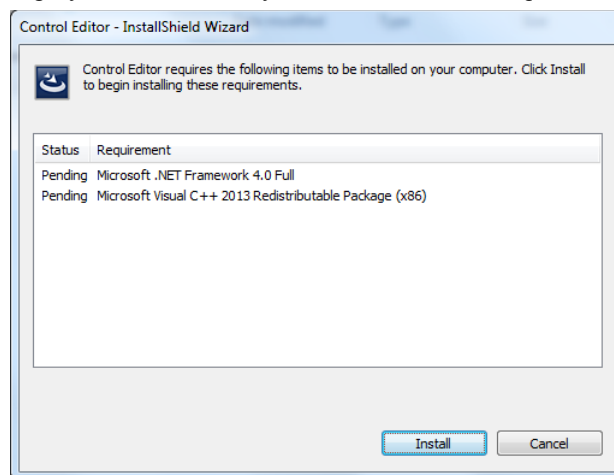 Control Editor - InstallShield Wizard
Control Editor requires the following items to be installed on your computer. Click Install
to begin installing these requirements.
Status Requirement
Pending Microsoft .NET Framework 4.0 Full
Pending Microsoft Visual C++ 2013 Redistributable Package (x86)
Install Cancel